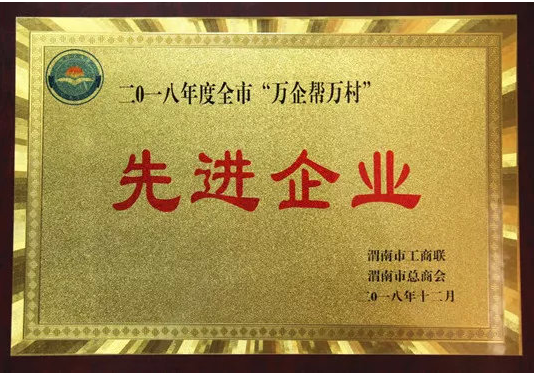 二0一八年度全市“万企帮万村”
先进企业
渭南市工商联
渭南市总商会
二0一八年十二月